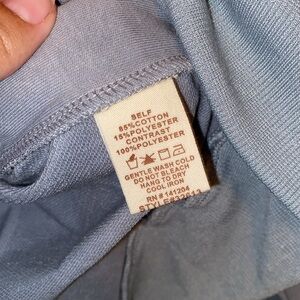 SELF
85%COTTON
15%POLYESTER
CONTRAST
100%POLYESTER
GENTLE WASH COLD
DO NOT BLEACH
HANG TO DRY
COOL IRON
RN # 141204